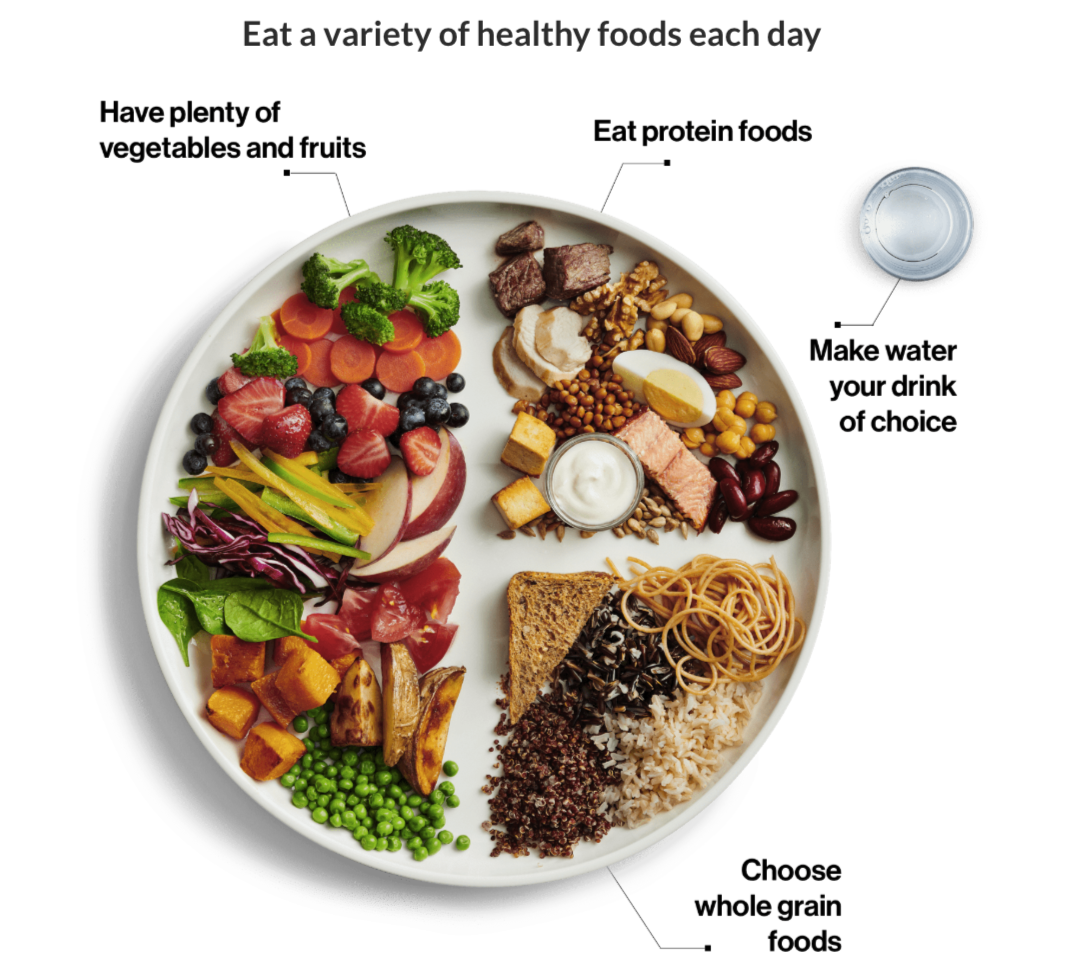 Eat a variety of healthy foods each day
Have plenty of
vegetables and fruits
Eat protein foods
Make water
your drink
of choice
Choose
whole grain
foods